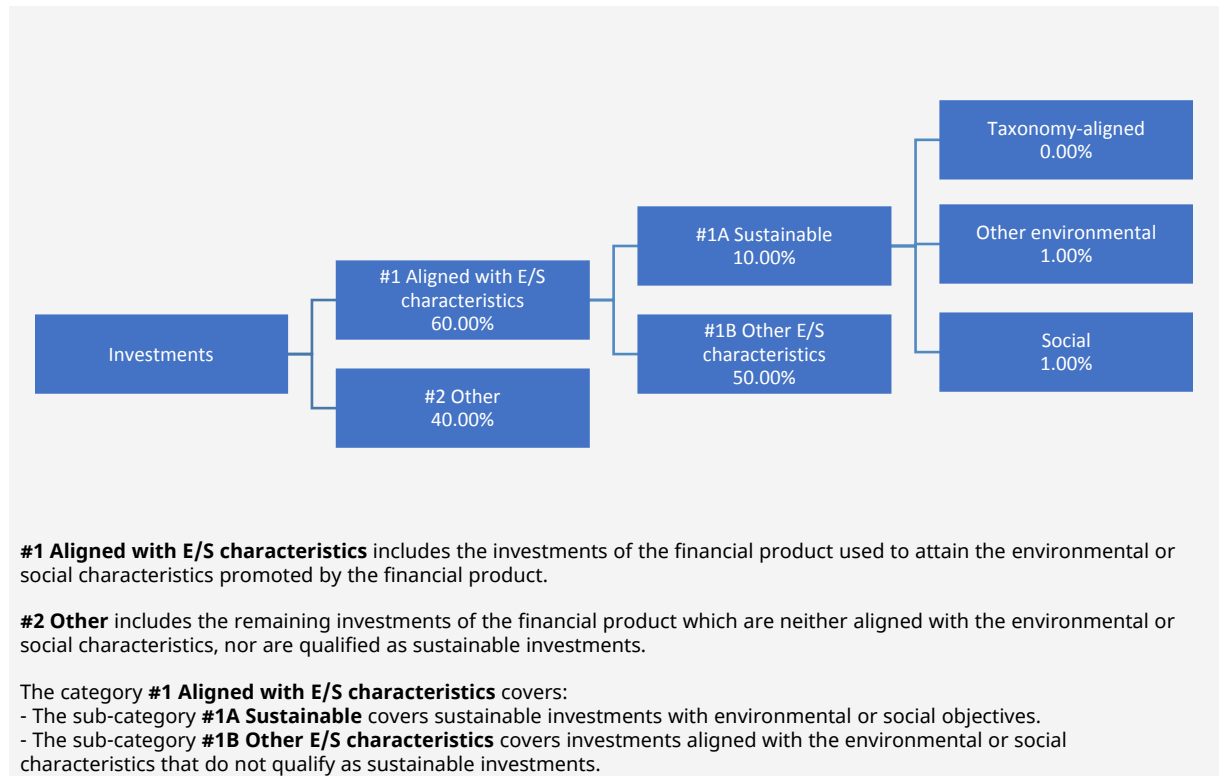 Taxonomy-aligned
0.00%
#1A Sustainable
10.00%
Other environmental
1.00%
#1 Aligned with E/S
characteristics
60.00%
Investments
#1B Other E/S
characteristics
50.00%
Social
1.00%
#2 Other
40.00%
#1 Aligned with E/S characteristics includes the investments of the financial product used to attain the environmental or
social characteristics promoted by the financial product.
#2 Other includes the remaining investments of the financial product which are neither aligned with the environmental or
social characteristics, nor are qualified as sustainable investments.
The category #1 Aligned with E/S characteristics covers:
- The sub-category #1A Sustainable covers sustainable investments with environmental or social objectives.
- The sub-category #1B Other E/S characteristics covers investments aligned with the environmental or social
characteristics that do not qualify as sustainable investments.